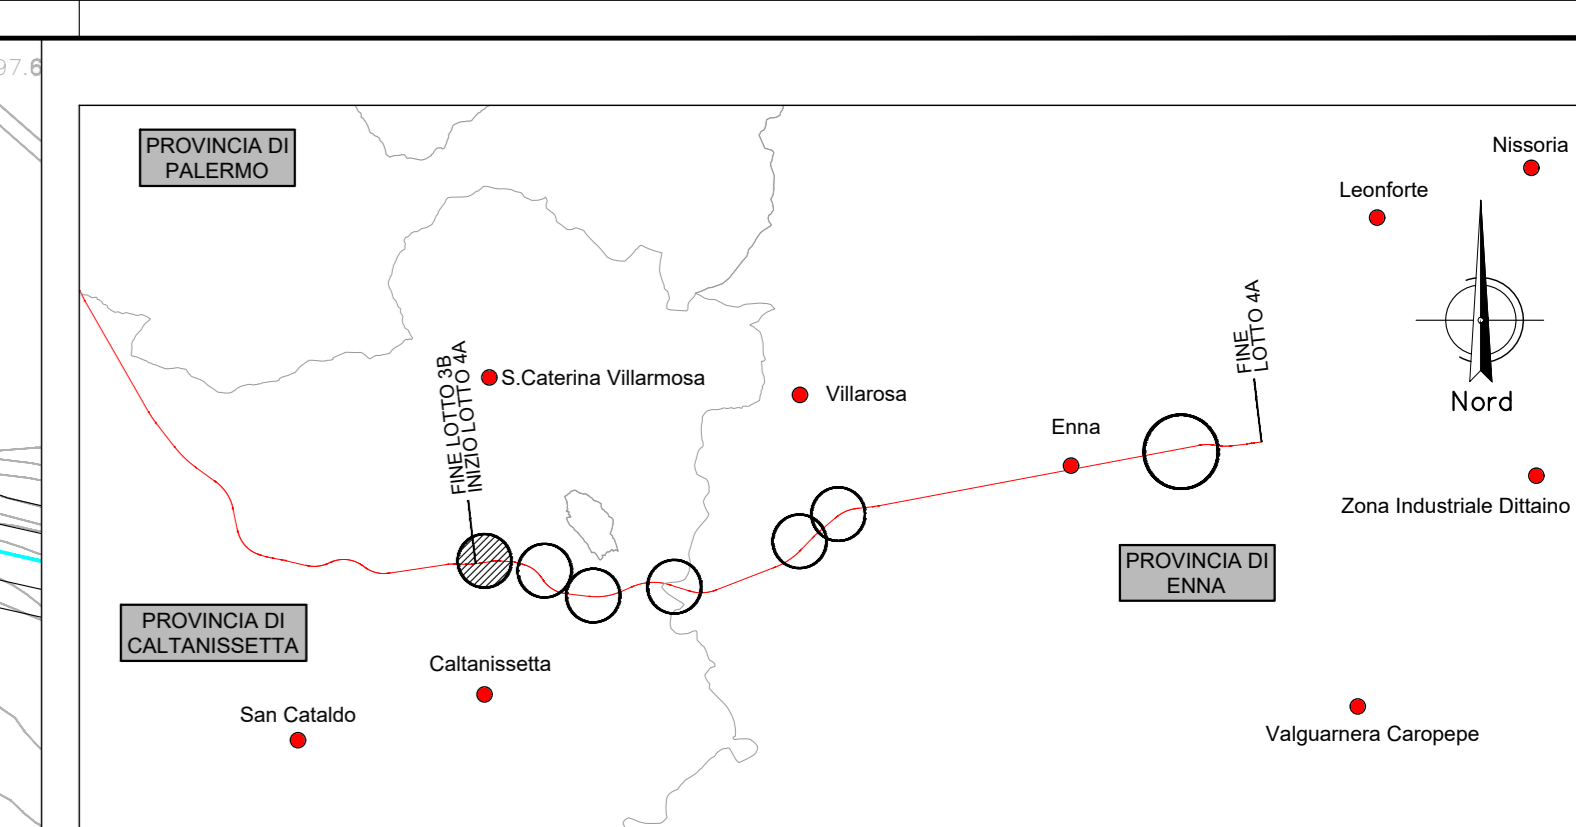 97.6
PROVINCIA DI
PALERMO
Nissoria
Leonforte
FINE
LOTTO 4A
FINE LOTTO 3B
INIZIO LOTTO 4A
S.Caterina Villarmosa
Villarosa
Nord
Enna
Zona Industriale Dittaino
PROVINCIA DI
ENNA
PROVINCIA DI
CALTANISSETTA
Caltanissetta
San Cataldo
Valguarnera Caropepe